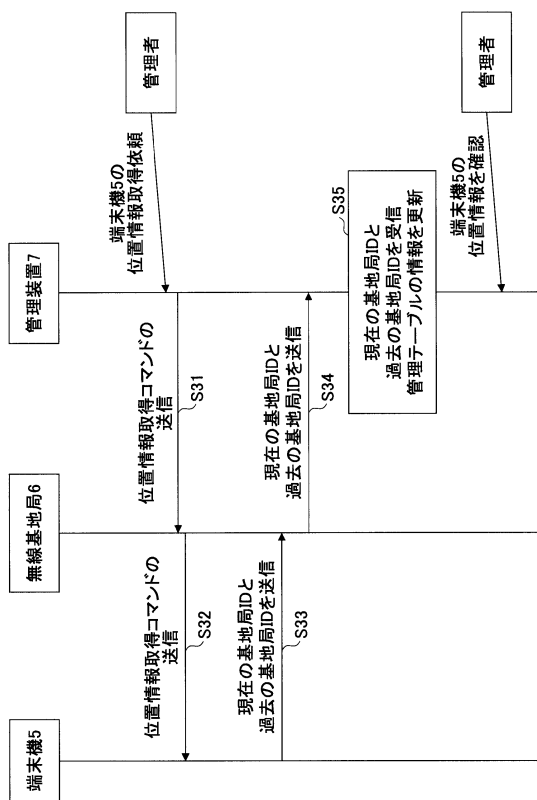 端末機5
無線基地局6
管理装置7
端末機5の
位置情報取得依頼
管理者
位置情報取得コマンドの
送信
S31
位置情報取得コマンドの
送信
S32
現在の基地局IDと
過去の基地局IDを送信
S33
現在の基地局IDと
過去の基地局IDを送信
S34
S35
現在の基地局IDと
過去の基地局IDを受信
管理テーブルの情報を更新
端末機5の
位置情報を確認
管理者